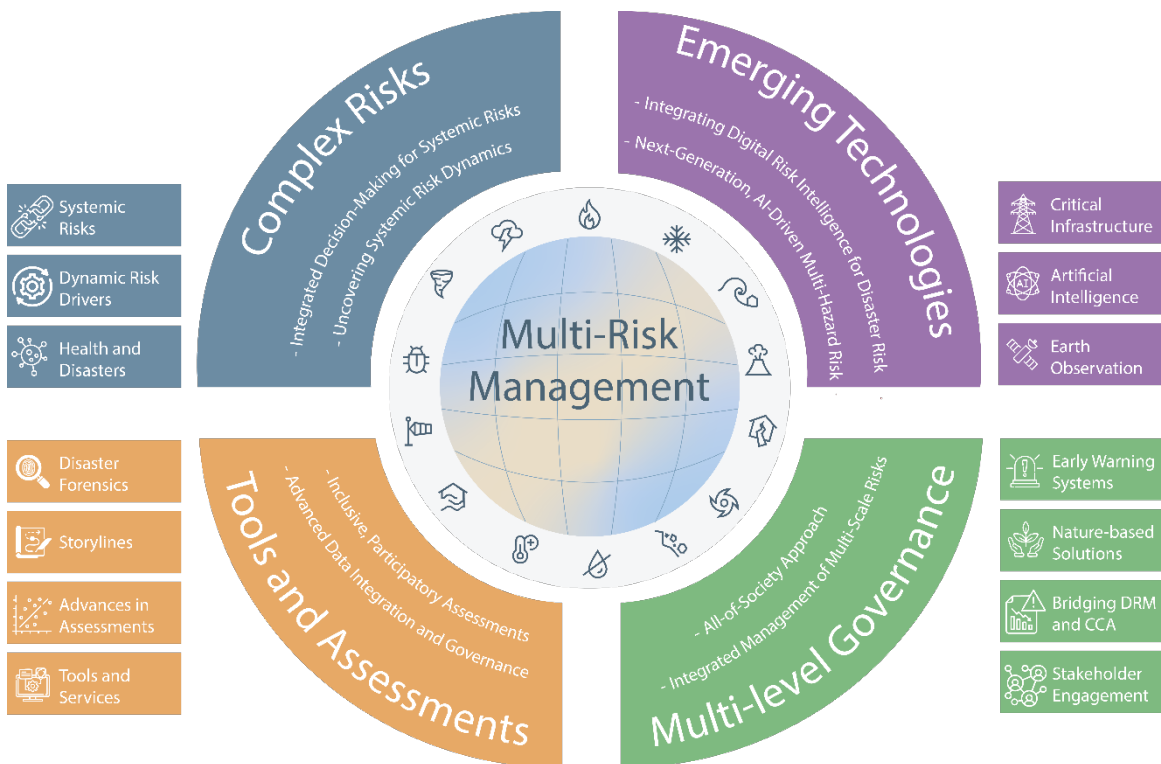 Complex Risks
- Integrated Decision-Making for Systemic Risks
- Uncovering Systemic Risk Dynamics
Emerging Technologies
- Integrating Digital Risk Intelligence for Disaster Risk
- Next-Generation, AI-Driven Multi-Hazard Risk
Systemic
Risks
Dynamic Risk
Drivers
Health and
Disasters
Multi-Risk
Management
Critical
Infrastructure
AI
Artificial
Intelligence
Earth
Observation
Disaster
Forensics
Storylines
Advances in
Assessments
Tools and
Services
Tools and Assessments
- Inclusive, Participatory Assessments
- Advanced Data Integration and Governance
Multi-level Governance
- All-of-Society Approach
- Integrated Management of Multi-Scale Risks
Early Warning
Systems
Nature-based
Solutions
Bridging DRM
and CCA
Stakeholder
Engagement